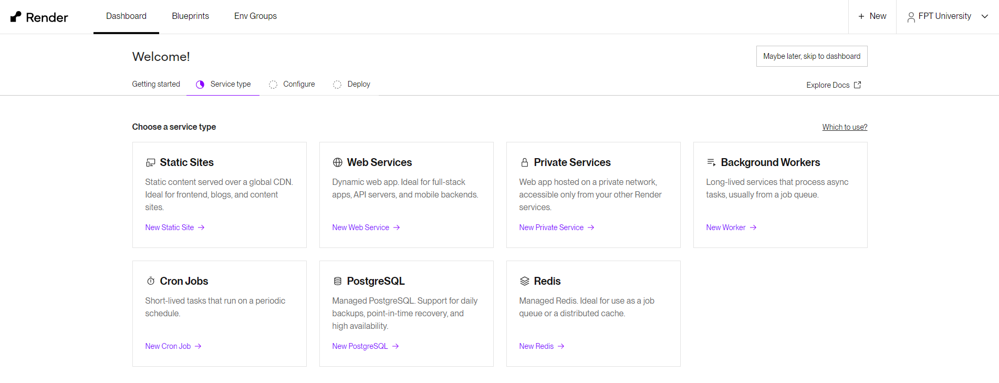 Render
Dashboard
Blueprints
Env Groups
+ New
FPT University
Welcome!
Maybe later, skip to dashboard
Getting started
Service type
Configure
Deploy
Explore Docs
Choose a service type
Which to use?
Static Sites
Static content served over a global CDN.
Ideal for frontend, blogs, and content
sites.
New Static Site →
Web Services
Dynamic web app. Ideal for full-stack
apps, API servers, and mobile backends.
New Web Service →
Private Services
Web app hosted on a private network,
accessible only from your other Render
services.
New Private Service →
Background Workers
Long-lived services that process async
tasks, usually from a job queue.
New Worker →
Cron Jobs
Short-lived tasks that run on a periodic
schedule.
New Cron Job →
PostgreSQL
Managed PostgreSQL. Support for daily
backups, point-in-time recovery, and
high availability.
New PostgreSQL →
Redis
Managed Redis. Ideal for use as a job
queue or a distributed cache.
New Redis →